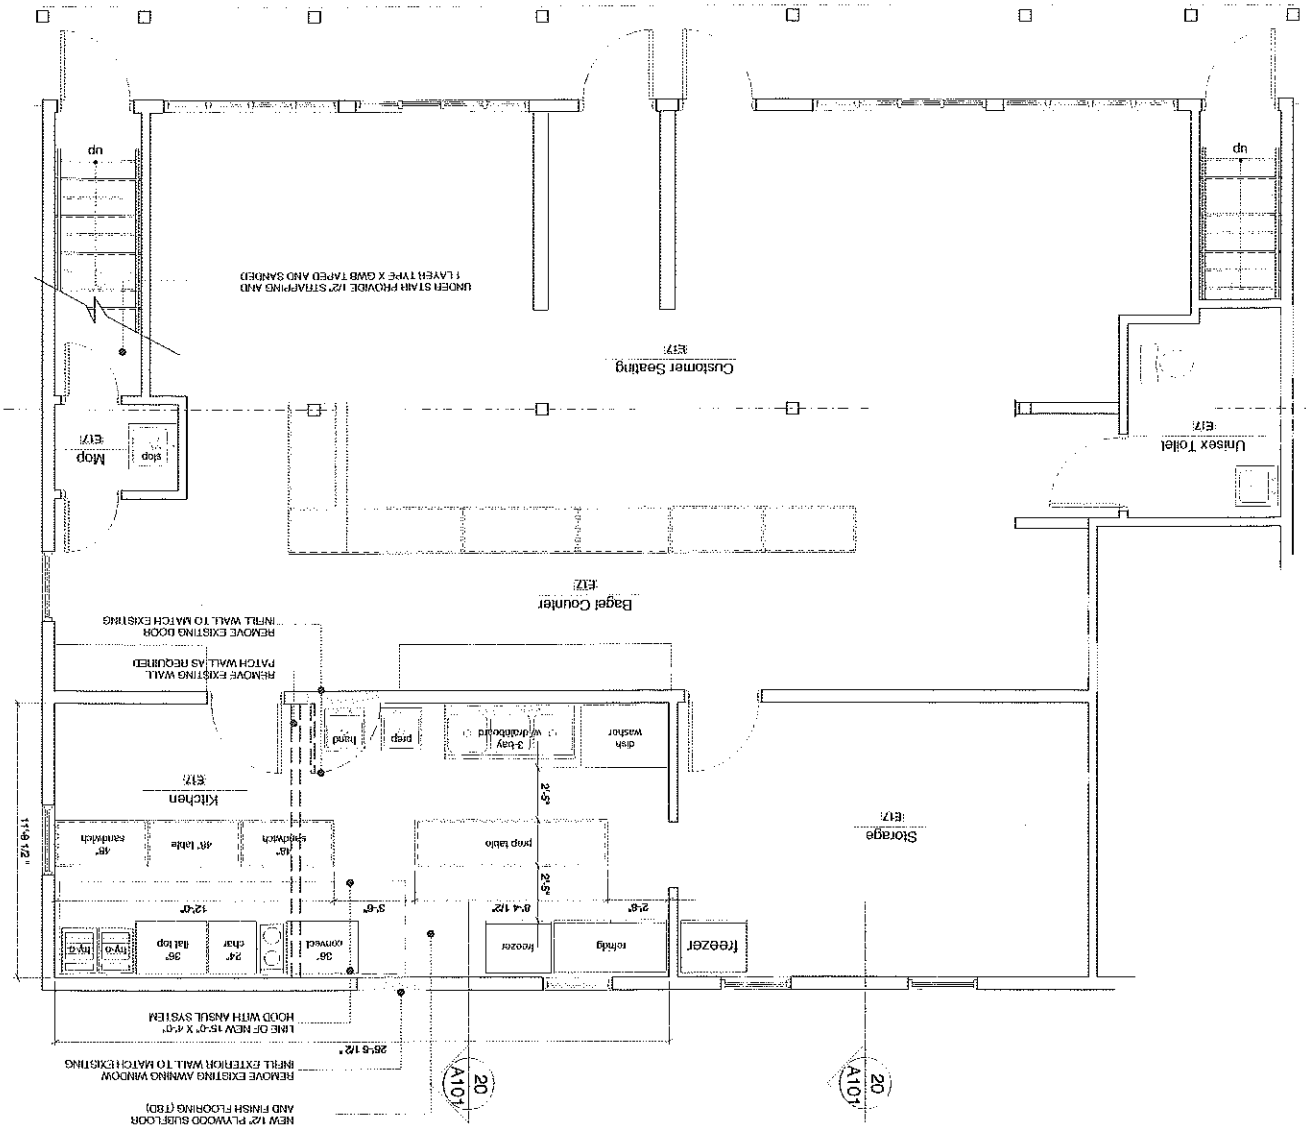 NEW 1/2" PLYWOOD SUBFLOOR
AND FINISH FLOORING (TBD)
20
A101
20
A101
REMOVE EXISTING AWNING WINDOW
INFILL EXTERIOR WALL TO MATCH EXISTING
26'-6 1/2"
LINE OF NEW 15'-0" X 4'-0"
HOOD WITH ANSUL SYSTEM
freezer
refridg
freezer
36"
convect
24"
char
36"
flat top
fry-o
fry-o
2'-6"
8'-4 1/2"
3'-6"
12'-0"
2'-5"
11'-9 1/2"
Storage
E17
prep table
48"
sandwich
48" table
48"
sandwich
Kitchen
E17
2'-5"
dish
washer
3-bay
w/ drainboard
prep
hand
REMOVE EXISTING WALL
PATCH WALL AS REQUIRED
REMOVE EXISTING DOOR
INFILL WALL TO MATCH EXISTING
Bagel Counter
E17
Unisex Toilet
E17
slop
Mop
E17
Customer Seating
E17
UNDER STAIR PROVIDE 1/2" STRAPPING AND
1 LAYER TYPE X GWB TAPED AND SANDED
up
up